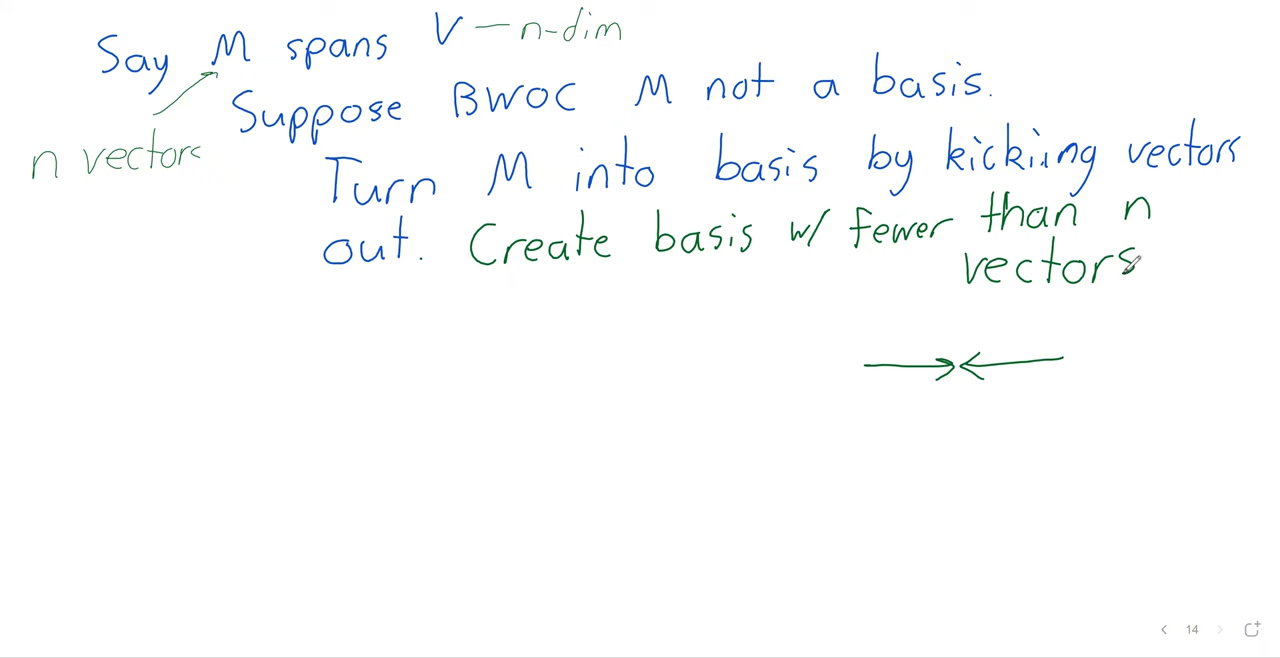 Say M spans V — n-dim
n vectors
Suppose BWOC M not a basis.
Turn M into basis by kickiing vectors
out. Create basis w/ fewer than n
vectors
14